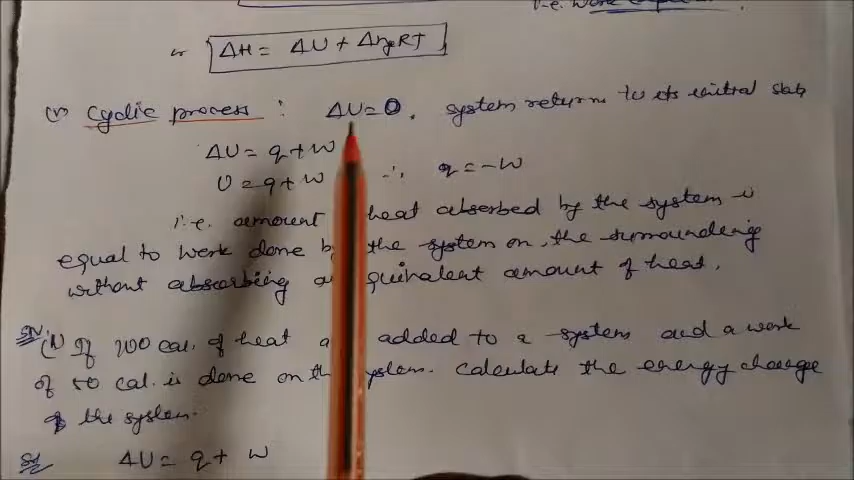 i.e. work
or ΔH = ΔU + ΔngRT
(V) Cyclic process : ΔU = 0. system returns to its initial state
ΔU = q + W
U = q + W ∴ q = -W
i.e. amount heat absorbed by the system is
equal to work done by the system on the surrounding
without absorbing equivalent amount of heat.
(1) If 200 cal. of heat added to a system and a work
of 50 cal. is done on the system. Calculate the energy change
of the system.
ΔU = q + W